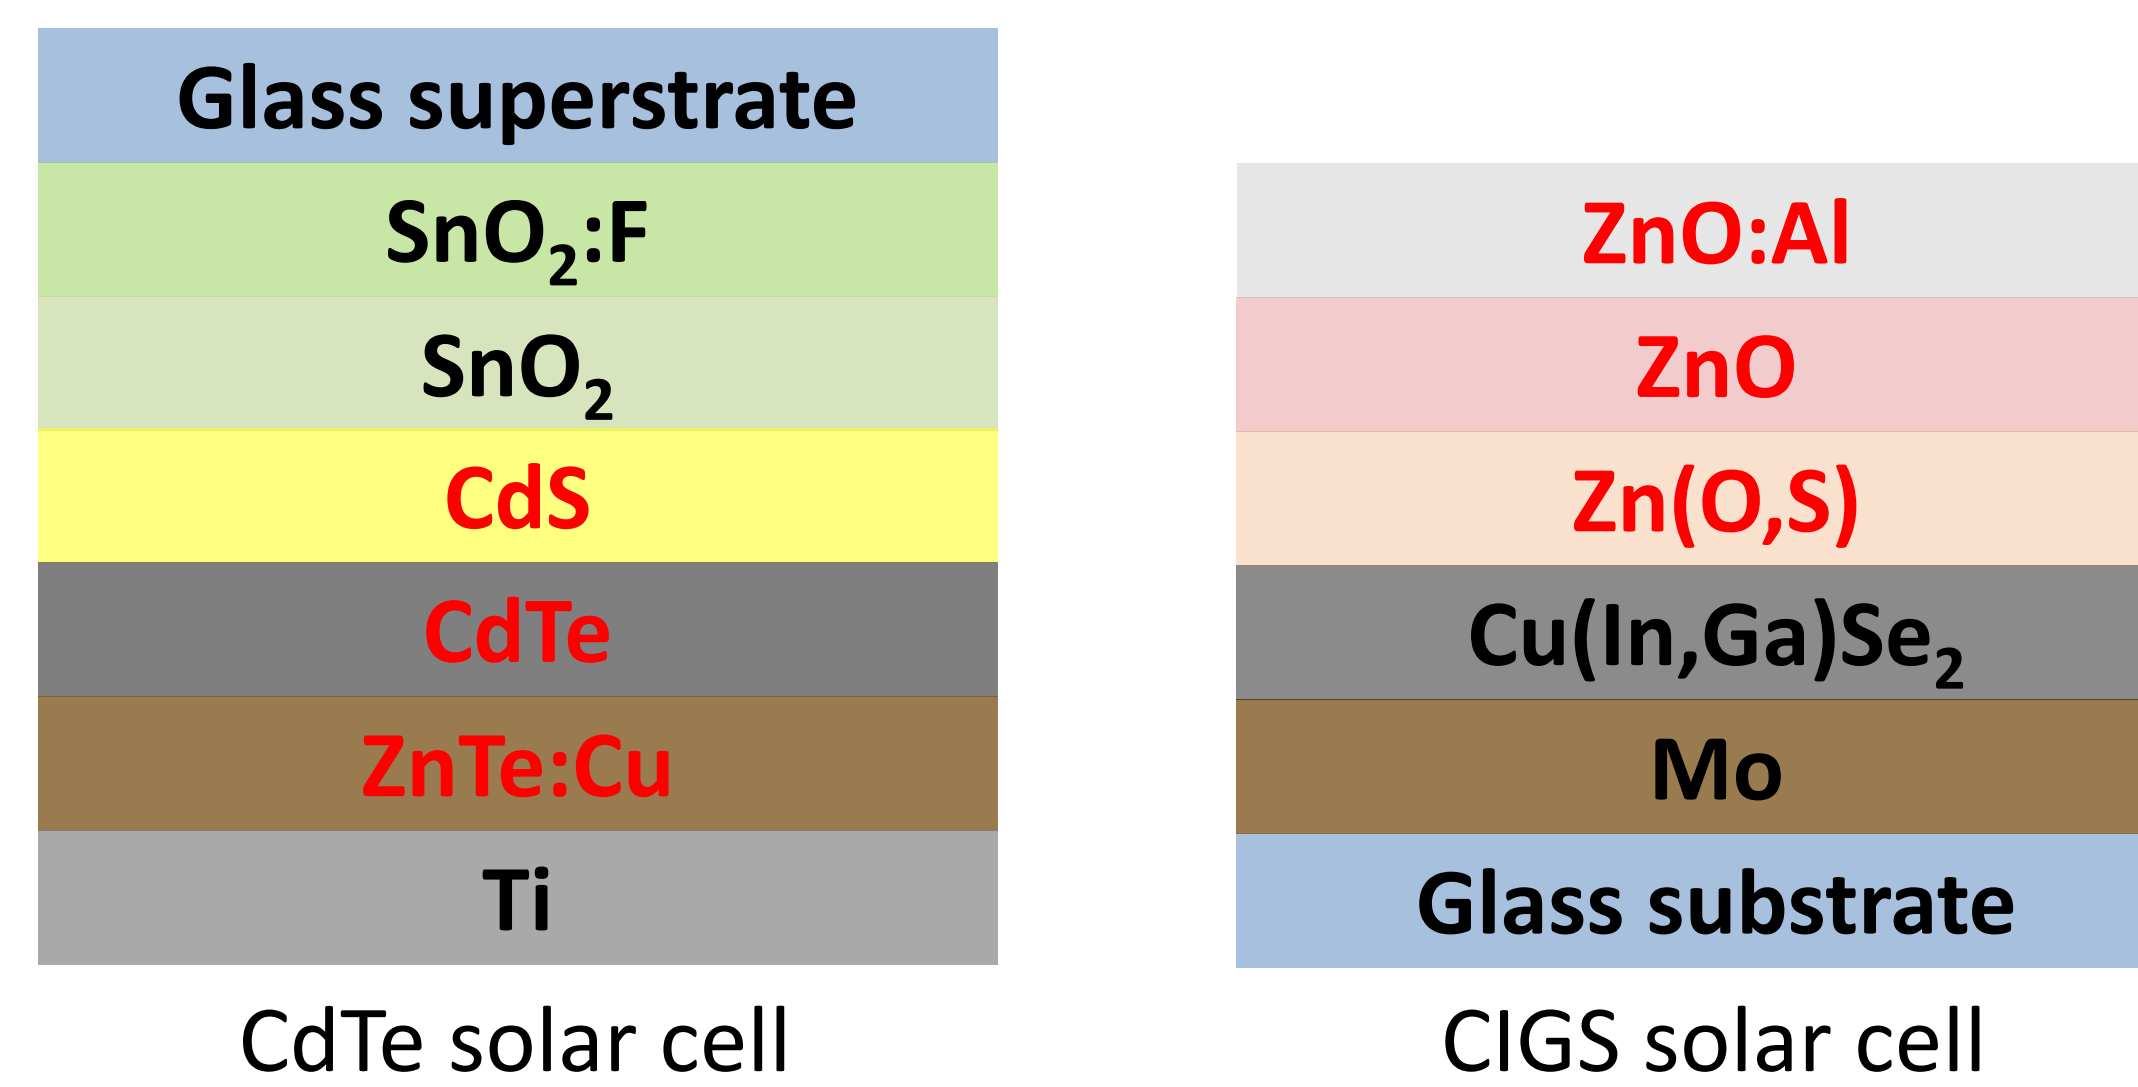 Glass superstrate
SnO₂:F
SnO₂
CdS
CdTe
ZnTe:Cu
Ti
CdTe solar cell
ZnO:Al
ZnO
Zn(O,S)
Cu(In,Ga)Se₂
Mo
Glass substrate
CIGS solar cell